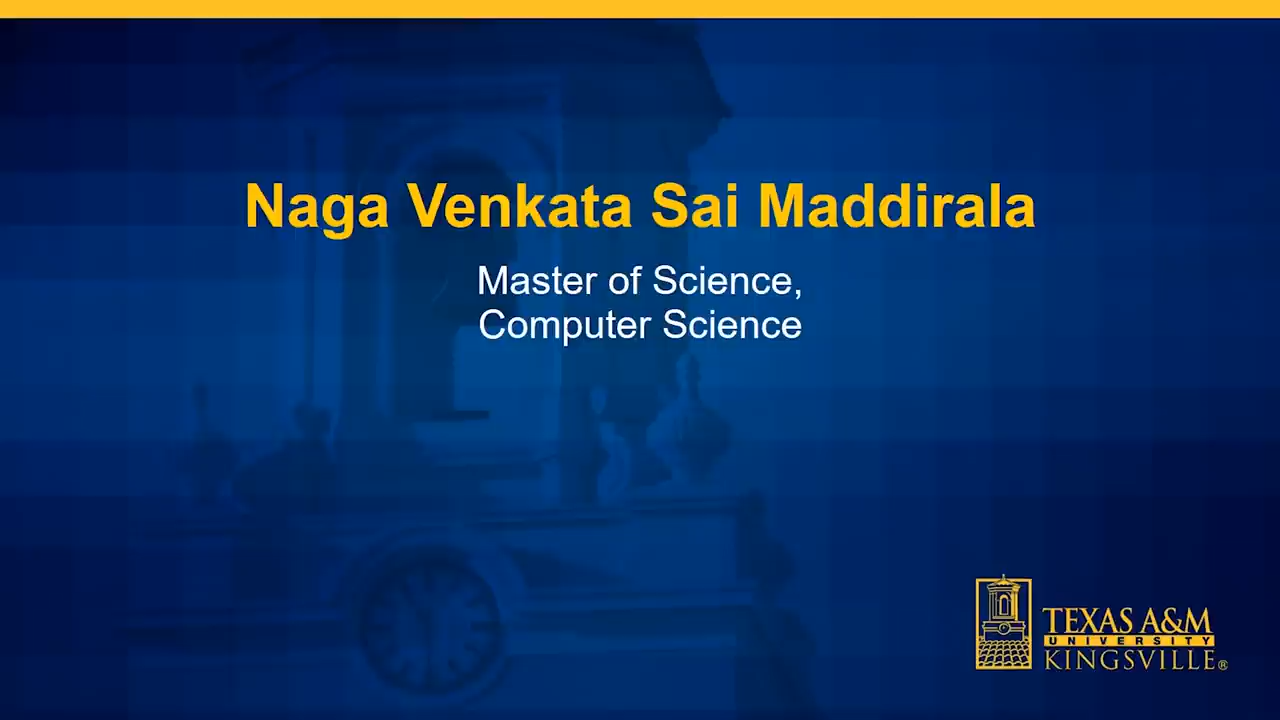 Naga Venkata Sai Maddirala
Master of Science,
Computer Science
TEXAS A&M
UNIVERSITY
KINGSVILLE®